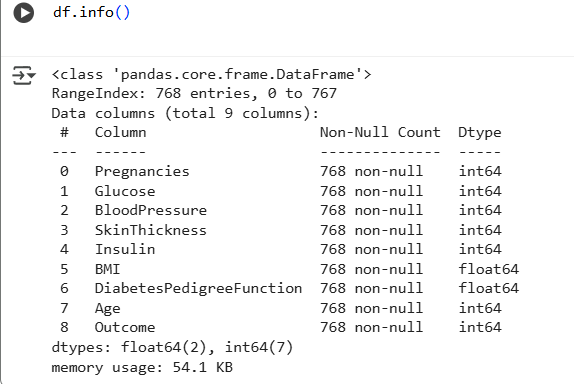 df.info()
<class 'pandas.core.frame.DataFrame'>
RangeIndex: 768 entries, 0 to 767
Data columns (total 9 columns):
 #   Column                    Non-Null Count  Dtype
---  ------                    --------------  -----
 0   Pregnancies               768 non-null    int64
 1   Glucose                   768 non-null    int64
 2   BloodPressure             768 non-null    int64
 3   SkinThickness             768 non-null    int64
 4   Insulin                   768 non-null    int64
 5   BMI                       768 non-null    float64
 6   DiabetesPedigreeFunction  768 non-null    float64
 7   Age                       768 non-null    int64
 8   Outcome                   768 non-null    int64
dtypes: float64(2), int64(7)
memory usage: 54.1 KB